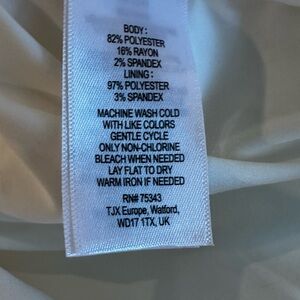 BODY:
82% POLYESTER
16% RAYON
2% SPANDEX
LINING:
97% POLYESTER
3% SPANDEX
MACHINE WASH COLD
WITH LIKE COLORS
GENTLE CYCLE
ONLY NON-CHLORINE
BLEACH WHEN NEEDED
LAY FLAT TO DRY
WARM IRON IF NEEDED
RN# 75343
TJX Europe, Watford,
WD17 1TX, UK